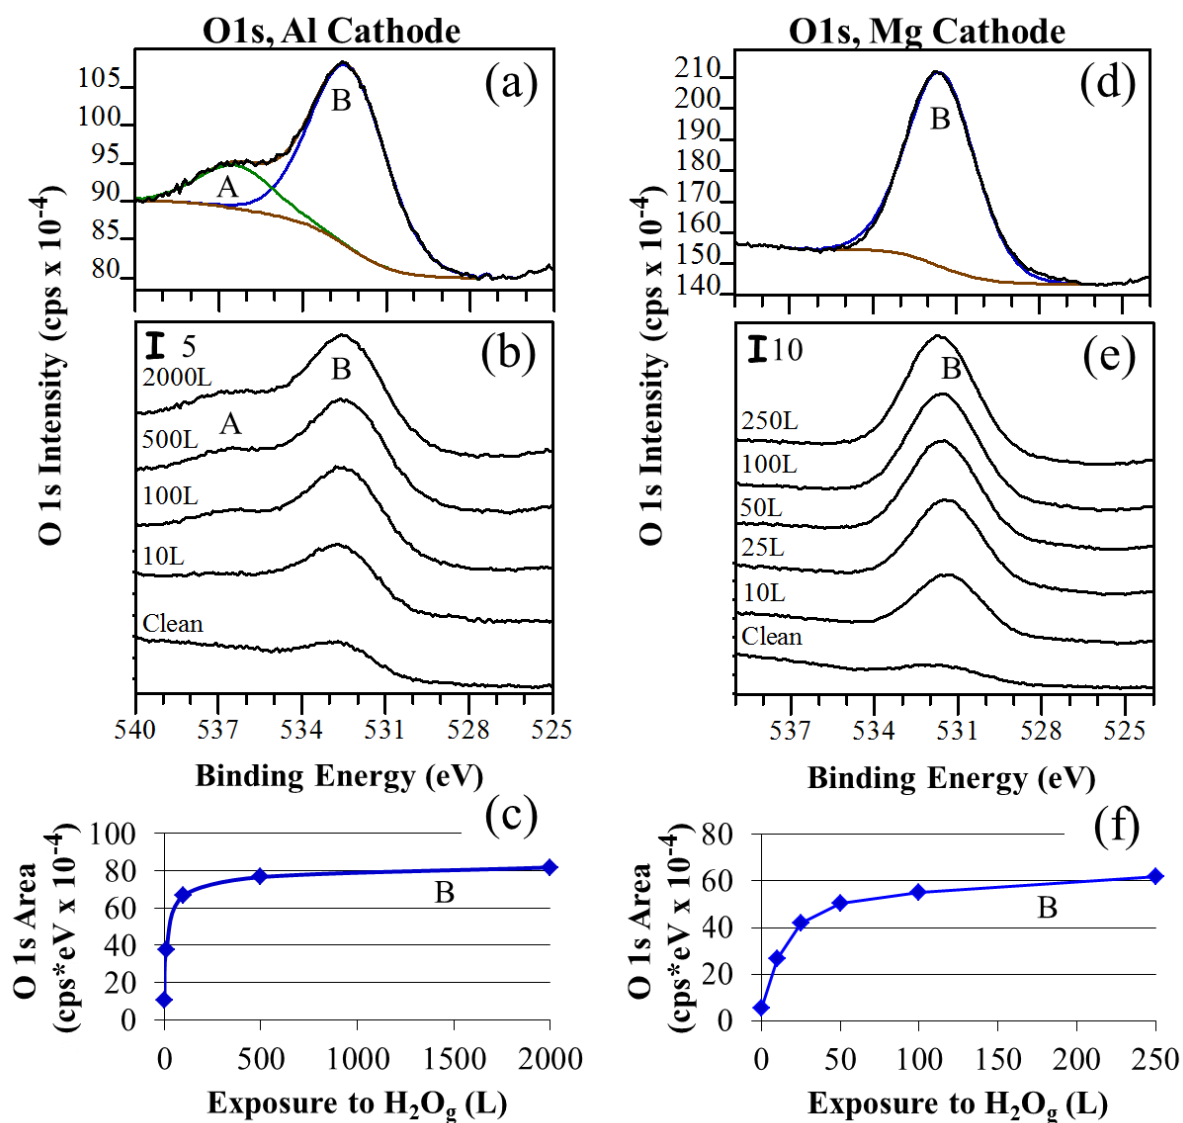 O1s, Al Cathode
O1s, Mg Cathode
(a)
105
100
95
90
85
80
B
A
(d)
210
200
190
180
170
160
150
140
B
O 1s Intensity (cps x 10-4)
O 1s Intensity (cps x 10-4)
(b)
5
2000L
500L
100L
10L
Clean
B
A
540 537 534 531 528 525
Binding Energy (eV)
(e)
10
250L
100L
50L
25L
10L
Clean
B
537 534 531 528 525
Binding Energy (eV)
(c)
O 1s Area
(cps*eV x 10-4)
100
80
60
40
20
0
B
0 500 1000 1500 2000
Exposure to H2Og (L)
(f)
O 1s Area
(cps*eV x 10-4)
80
60
40
20
0
B
0 50 100 150 200 250
Exposure to H2Og (L)